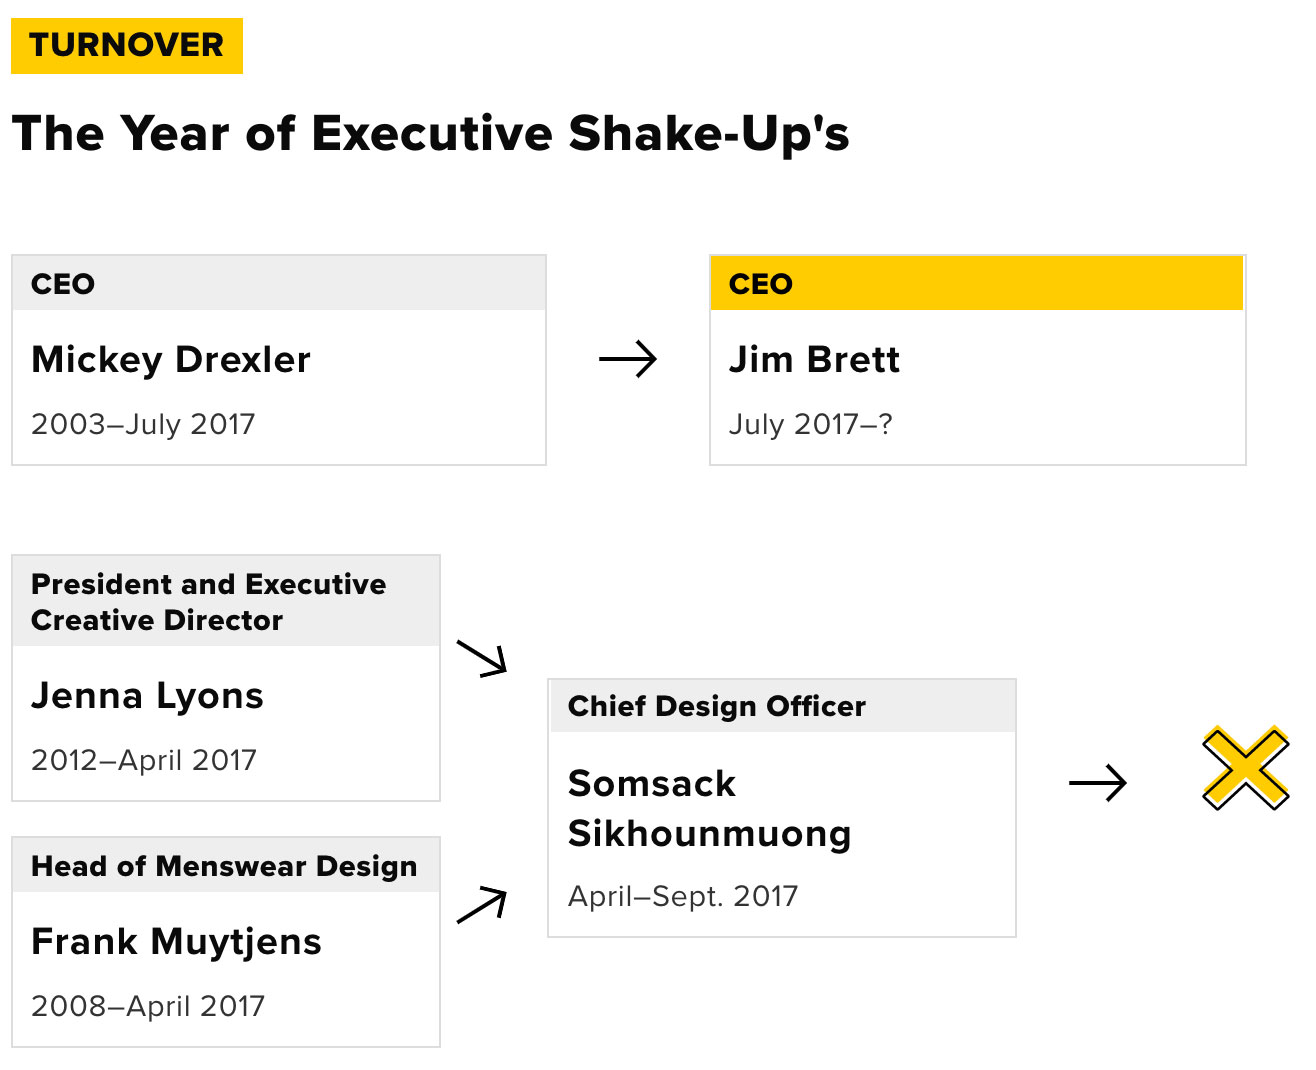 TURNOVER
The Year of Executive Shake-Up's
CEO
Mickey Drexler
2003–July 2017
CEO
Jim Brett
July 2017–?
President and Executive
Creative Director
Jenna Lyons
2012–April 2017
Head of Menswear Design
Frank Muytjens
2008–April 2017
Chief Design Officer
Somsack
Sikhounmuong
April–Sept. 2017